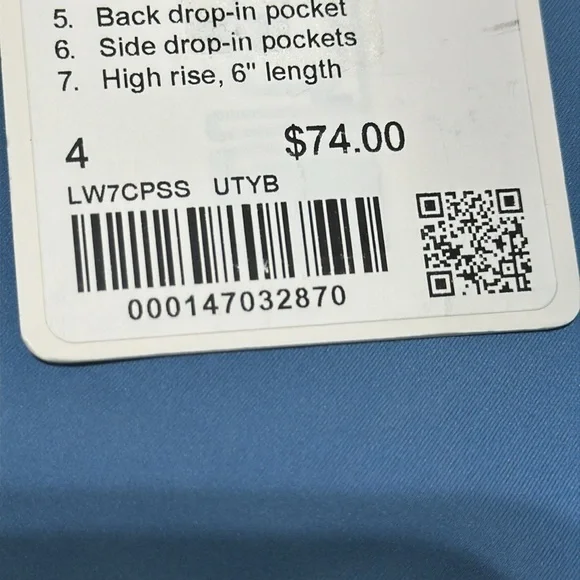 5. Back drop-in pocket
6. Side drop-in pockets
7. High rise, 6" length
4 $74.00
LW7CPSS UTYB
000147032870